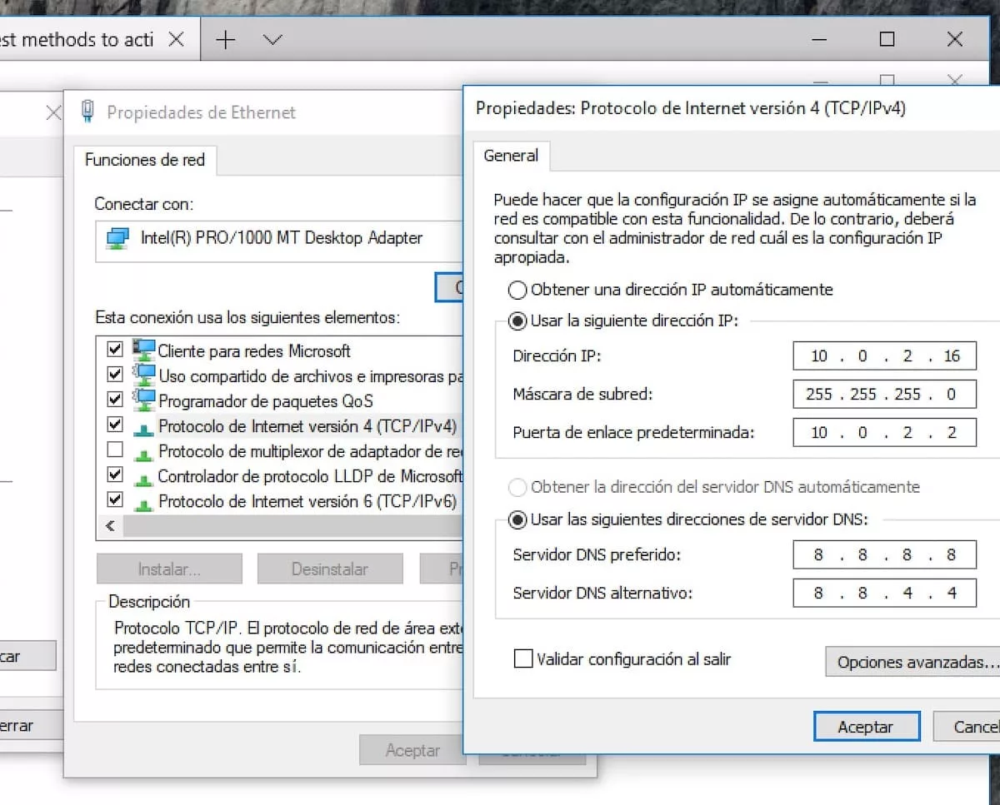 est methods to acti
Propiedades de Ethernet
Funciones de red
Conectar con:
Intel(R) PRO/1000 MT Desktop Adapter
Esta conexión usa los siguientes elementos:
Cliente para redes Microsoft
Uso compartido de archivos e impresoras pa
Programador de paquetes QoS
Protocolo de Internet versión 4 (TCP/IPv4)
Protocolo de multiplexor de adaptador de re
Controlador de protocolo LLDP de Microsoft
Protocolo de Internet versión 6 (TCP/IPv6)
Instalar...
Desinstalar
Pr
Descripción
Protocolo TCP/IP. El protocolo de red de área exte
predeterminado que permite la comunicación entre
redes conectadas entre sí.
Aceptar
car
errar
Propiedades: Protocolo de Internet versión 4 (TCP/IPv4)
General
Puede hacer que la configuración IP se asigne automáticamente si la
red es compatible con esta funcionalidad. De lo contrario, deberá
consultar con el administrador de red cuál es la configuración IP
apropiada.
Obtener una dirección IP automáticamente
Usar la siguiente dirección IP:
Dirección IP: 10 . 0 . 2 . 16
Máscara de subred: 255 . 255 . 255 . 0
Puerta de enlace predeterminada: 10 . 0 . 2 . 2
Obtener la dirección del servidor DNS automáticamente
Usar las siguientes direcciones de servidor DNS:
Servidor DNS preferido: 8 . 8 . 8 . 8
Servidor DNS alternativo: 8 . 8 . 4 . 4
Validar configuración al salir
Opciones avanzadas...
Aceptar
Cancel